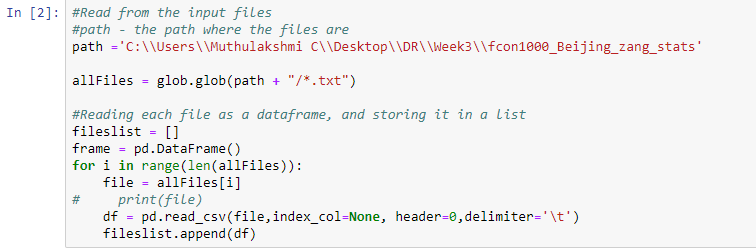 In [2]: #Read from the input files
#path - the path where the files are
path ='C:\\Users\\Muthulakshmi C\\Desktop\\DR\\Week3\\fcon1000_Beijing_zang_stats'

allFiles = glob.glob(path + "/*.txt")

#Reading each file as a dataframe, and storing it in a list
fileslist = []
frame = pd.DataFrame()
for i in range(len(allFiles)):
    file = allFiles[i]
#     print(file)
    df = pd.read_csv(file,index_col=None, header=0,delimiter='\t')
    fileslist.append(df)